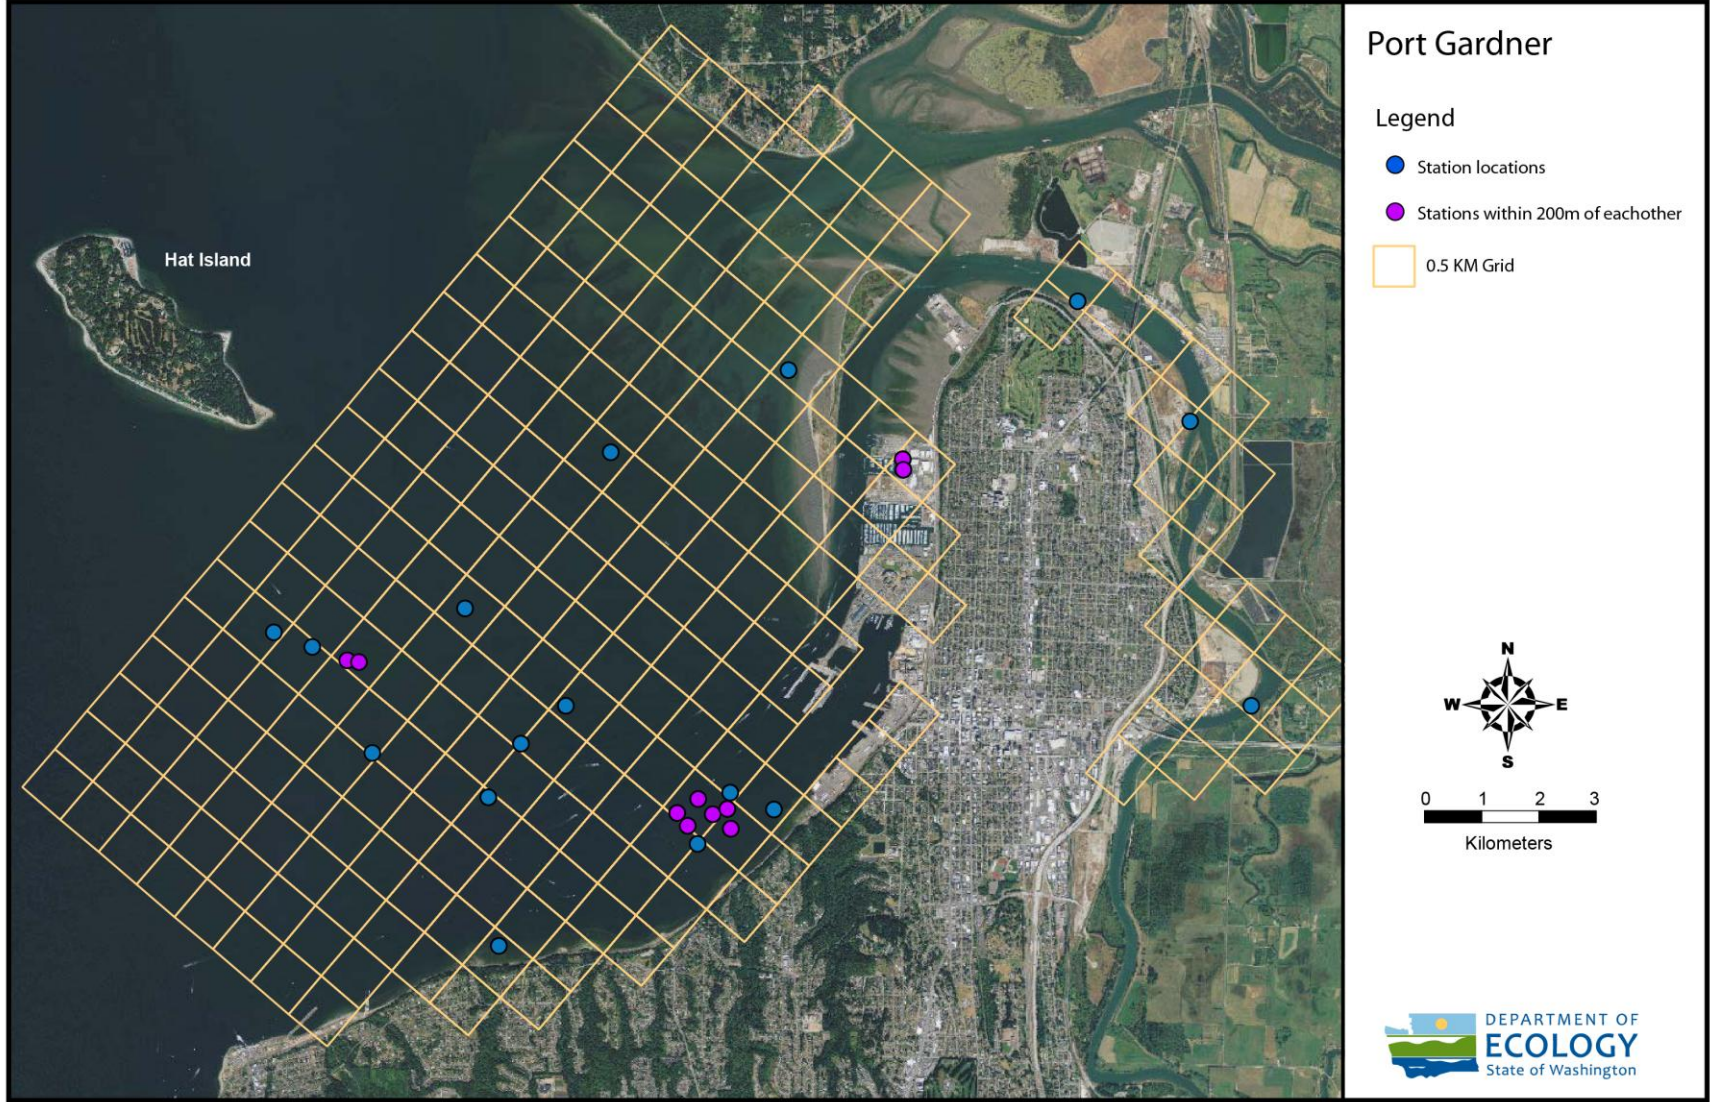 Port Gardner
Legend
Station locations
Stations within 200m of eachother
0.5 KM Grid
Hat Island
N
W E
S
0 1 2 3
Kilometers
DEPARTMENT OF
ECOLOGY
State of Washington